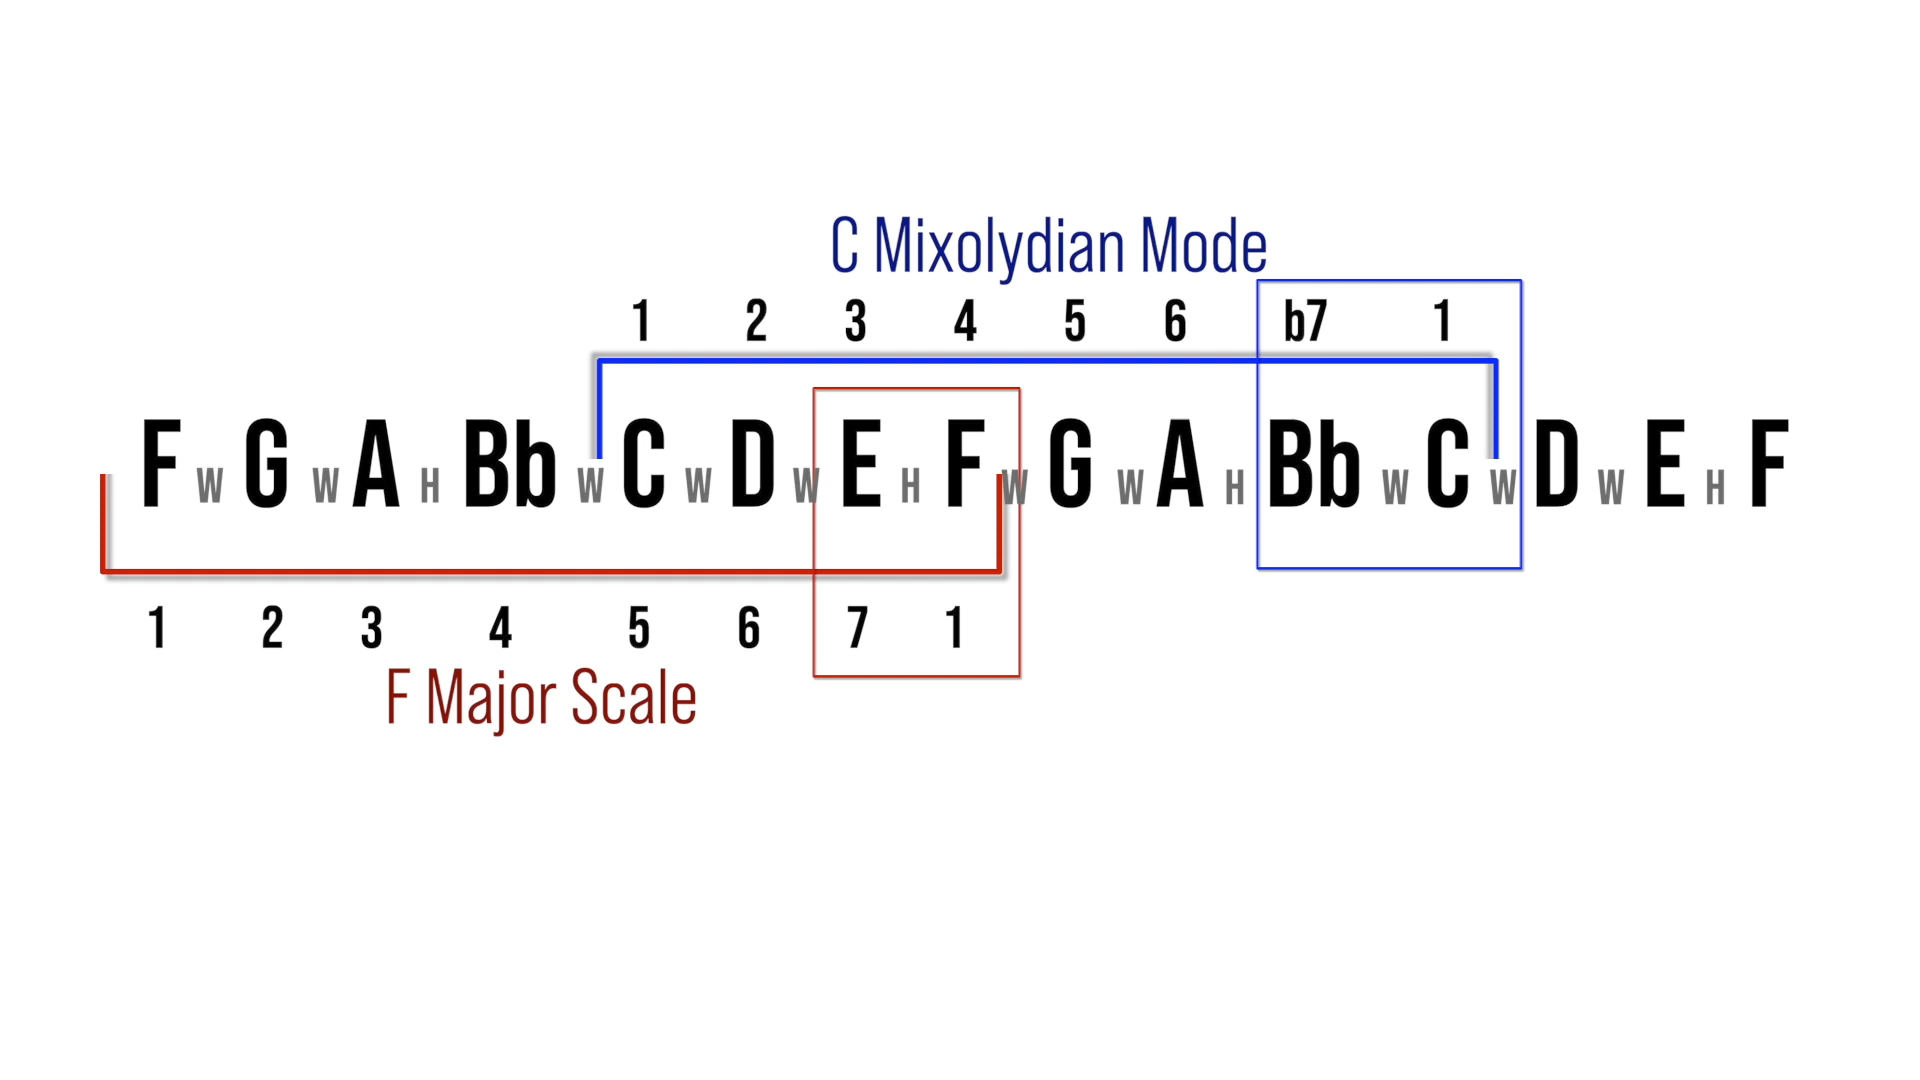 C Mixolydian Mode
1 2 3 4 5 6 b7 1
F W G W A H Bb W C W D W E H F W G W A H Bb W C W D W E H F
1 2 3 4 5 6 7 1
F Major Scale